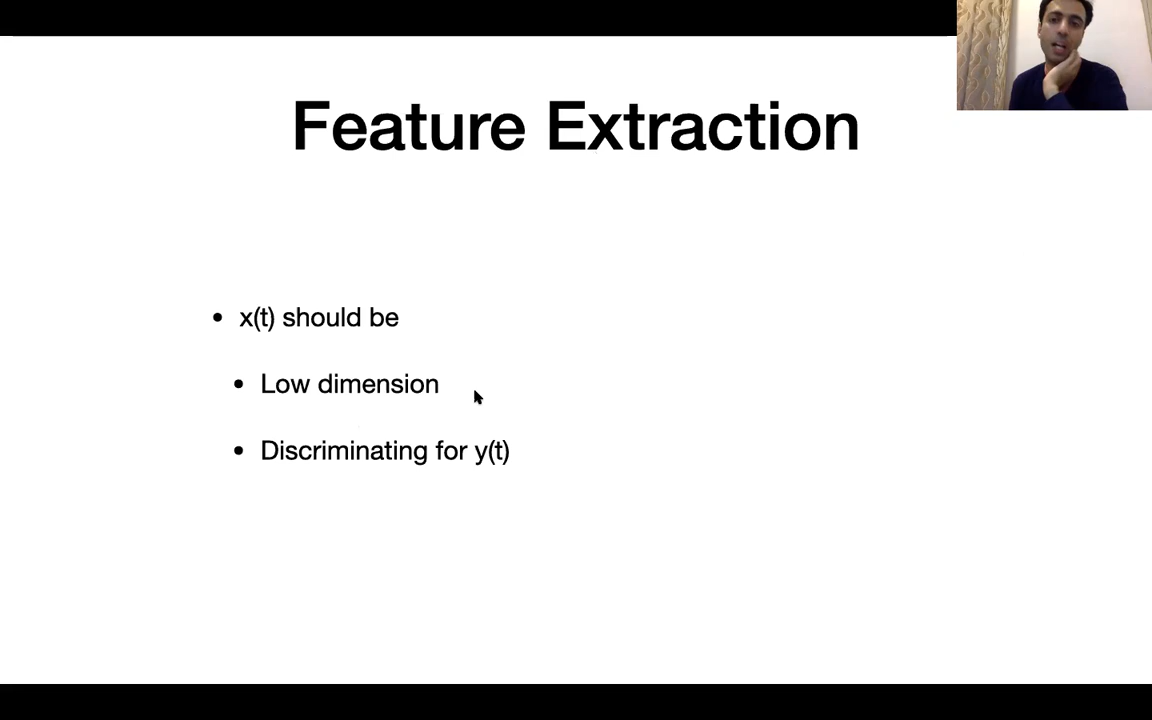 Feature Extraction
• x(t) should be
• Low dimension
• Discriminating for y(t)